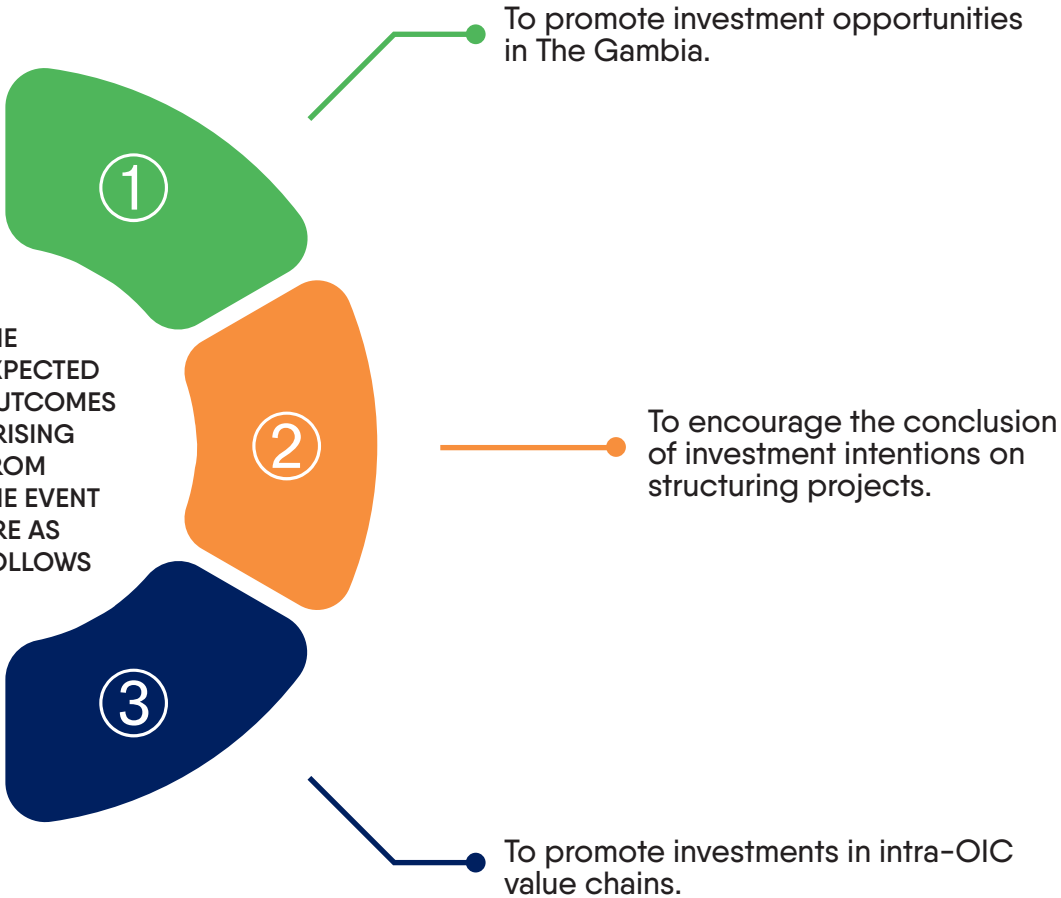 To promote investment opportunities
in The Gambia.
1
HE
XPECTED
UTCOMES
RISING
ROM
HE EVENT
RE AS
OLLOWS
2
To encourage the conclusion
of investment intentions on
structuring projects.
3
To promote investments in intra-OIC
value chains.